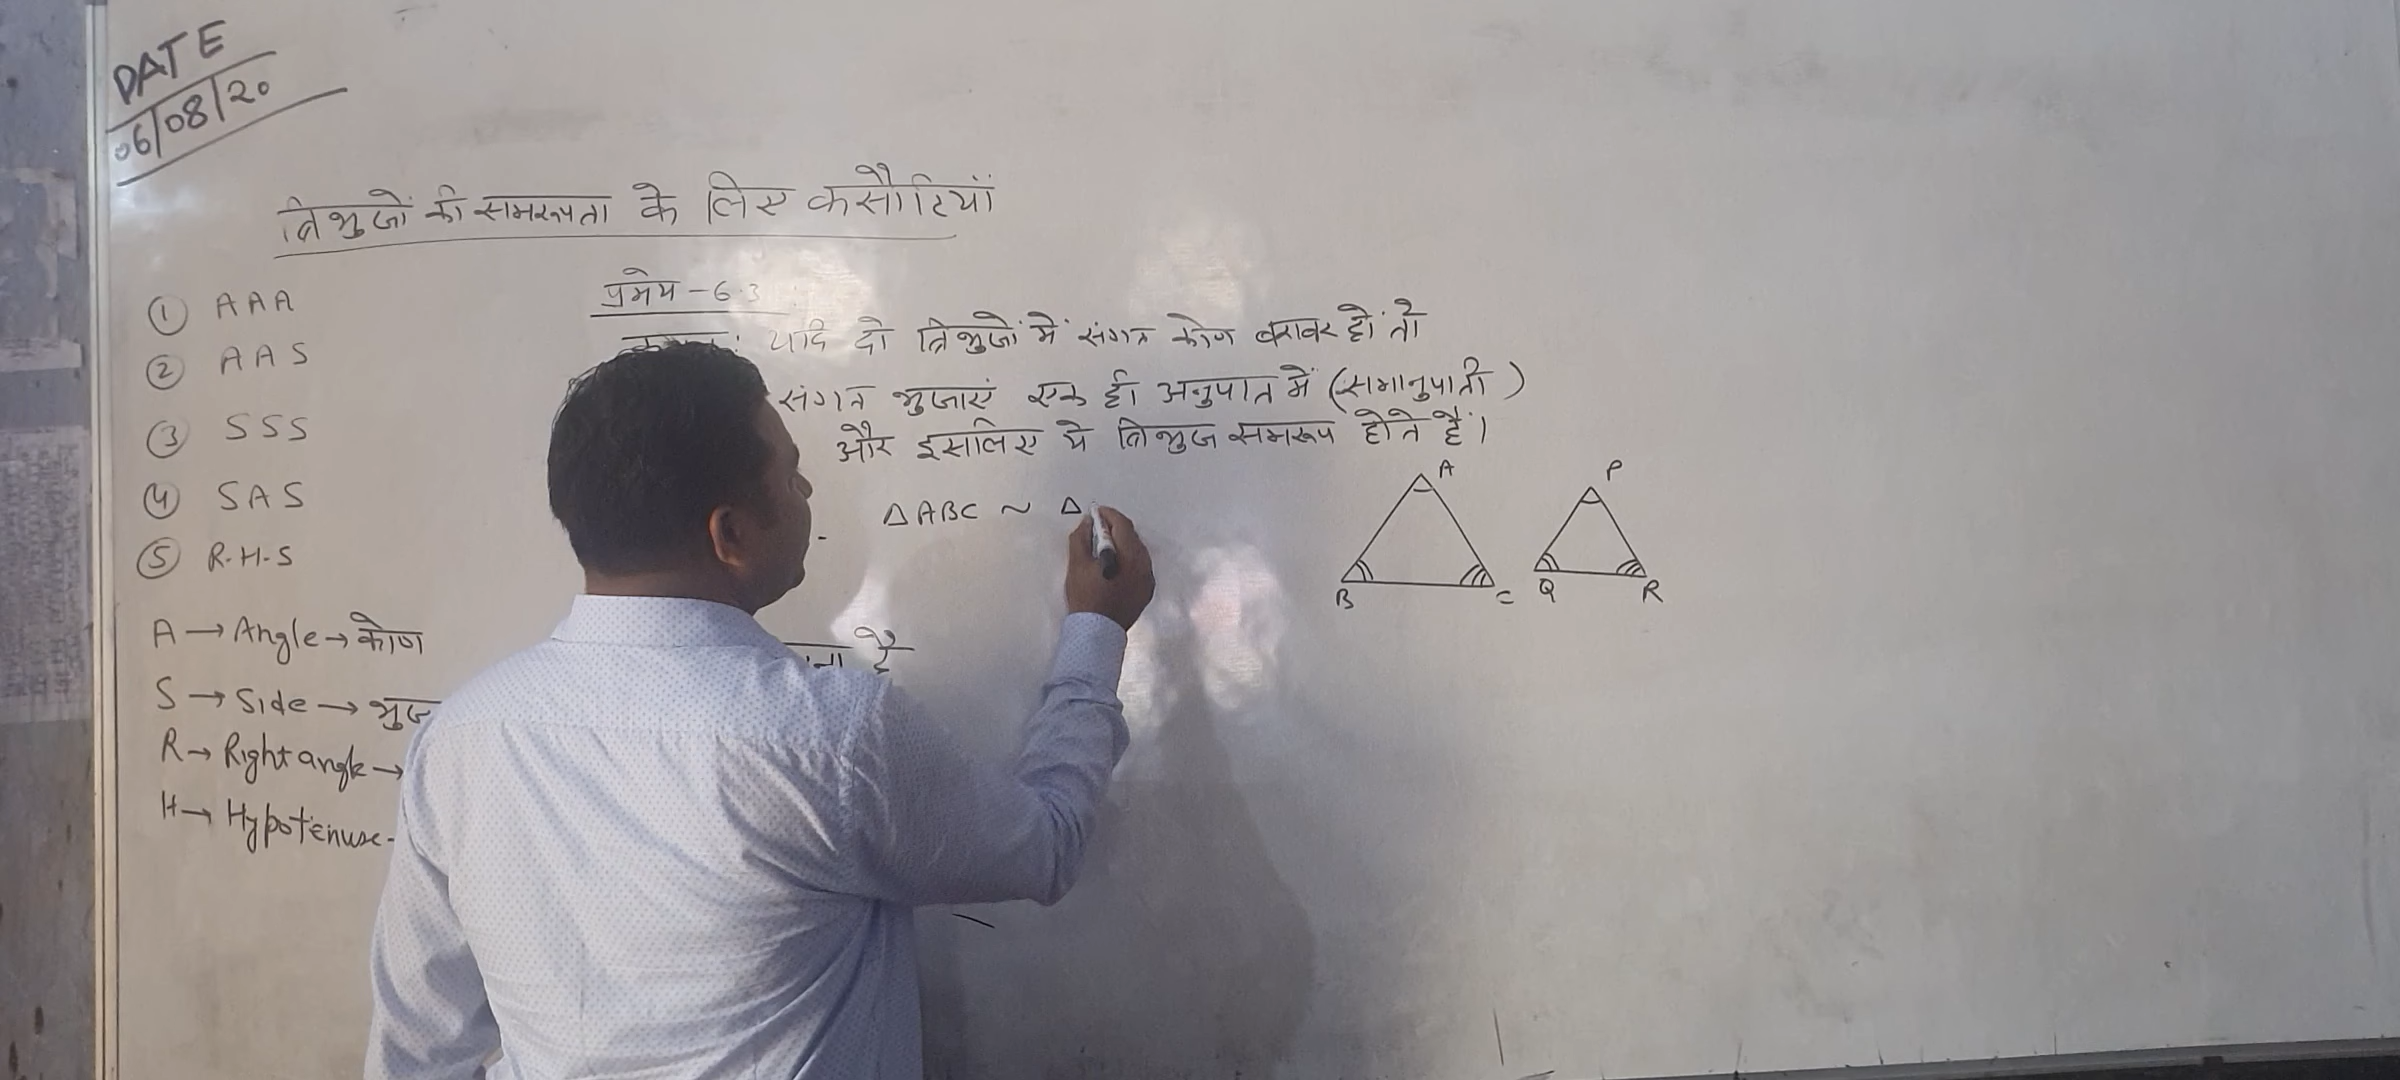 DATE
06/08/20
त्रिभुजों की समरूपता के लिए कसौटियां
① AAA
② AAS
③ SSS
④ SAS
⑤ R.H.S
A → Angle → कोण
S → Side → भुज
R → Right angle →
H → Hypotenuse -
प्रमेय - 6.3
यदि दो त्रिभुजों में संगत कोण बराबर हों तो
संगत भुजाएं एक ही अनुपात में (समानुपाती)
और इसलिए ये त्रिभुज समरूप होते हैं।
△ABC ~ △
है
A
B
C
P
Q
R